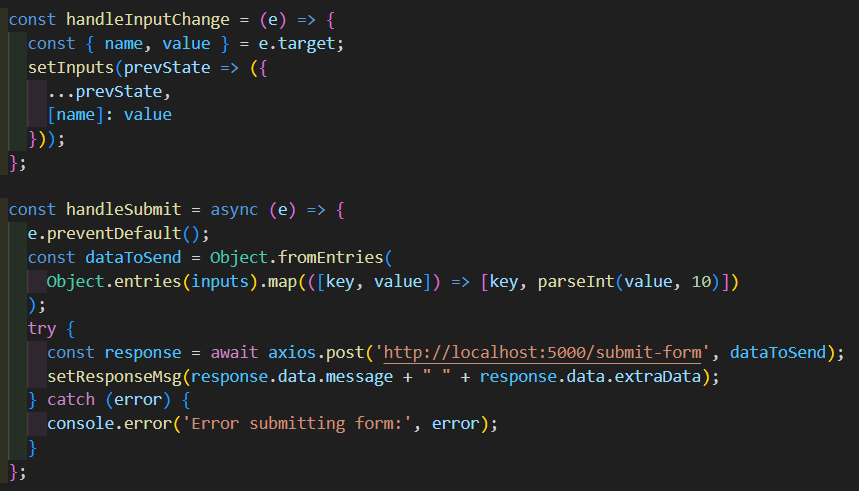 const handleInputChange = (e) => {
  const { name, value } = e.target;
  setInputs(prevState => ({
    ...prevState,
    [name]: value
  }));
};

const handleSubmit = async (e) => {
  e.preventDefault();
  const dataToSend = Object.fromEntries(
    Object.entries(inputs).map(([key, value]) => [key, parseInt(value, 10)])
  );
  try {
    const response = await axios.post('http://localhost:5000/submit-form', dataToSend);
    setResponseMsg(response.data.message + " " + response.data.extraData);
  } catch (error) {
    console.error('Error submitting form:', error);
  }
};